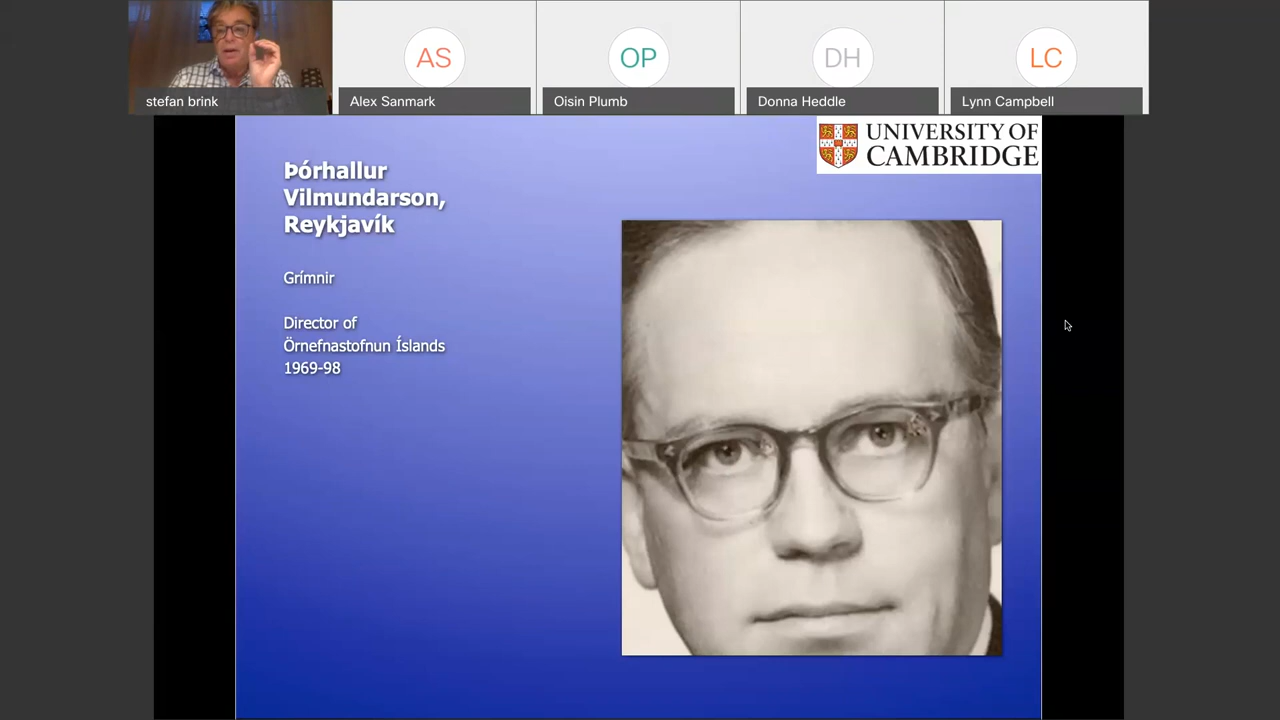 stefan brink
AS
Alex Sanmark
OP
Oisin Plumb
DH
Donna Heddle
LC
Lynn Campbell
UNIVERSITY OF
CAMBRIDGE
Þórhallur
Vilmundarson,
Reykjavík
Grímnir
Director of
Örnefnastofnun Íslands
1969-98